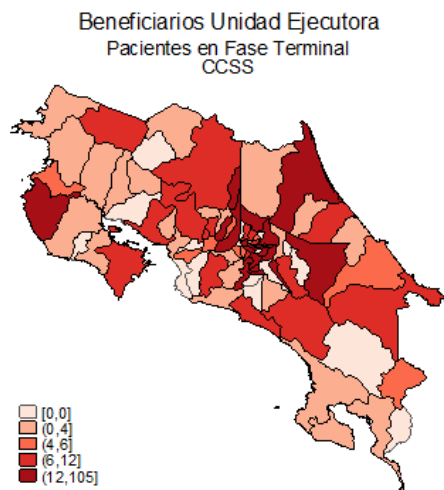 Beneficiarios Unidad Ejecutora
Pacientes en Fase Terminal
CCSS
[0,0]
(0,4]
(4,6]
(6,12]
(12,105]